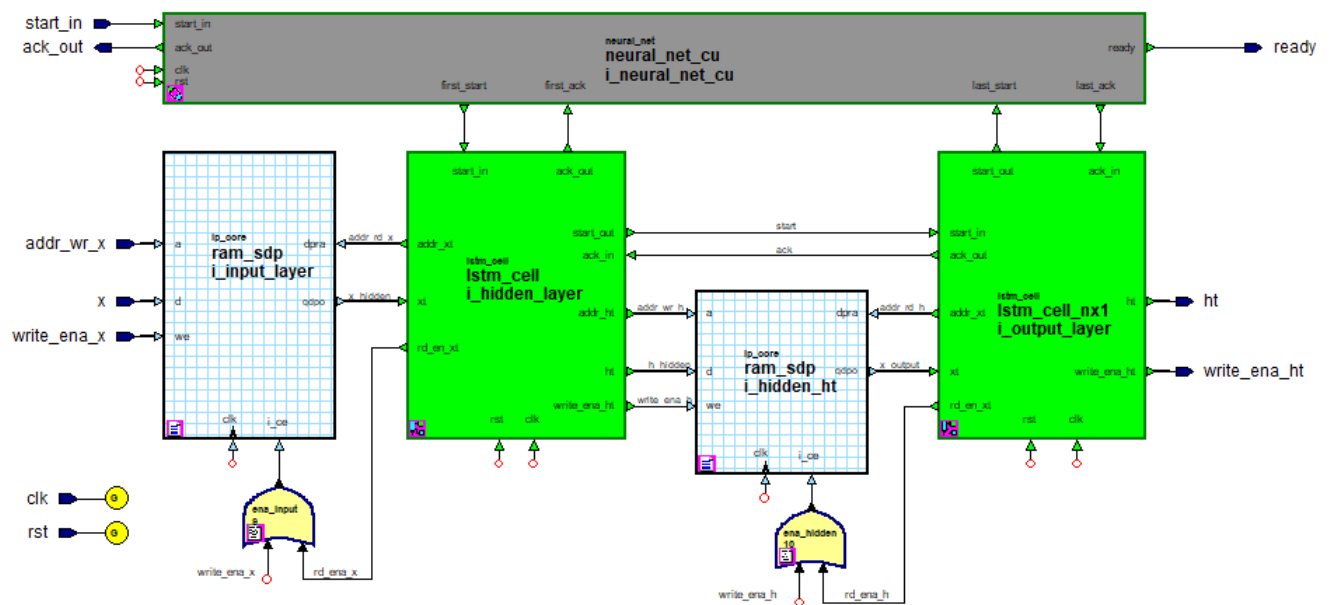 start_in
ack_out
start_in
ack_out
clk
rst
neural_net
neural_net_cu
i_neural_net_cu
ready
ready
first_start
first_ack
last_start
last_ack
addr_wr_x
x
write_ena_x
a
d
we
ip_core
ram_sdp
i_input_layer
dpra
qdpo
clk
i_ce
addr_rd_x
x_hidden
start_in
ack_out
addr_xt
xt
rd_en_xt
lstm_cell
lstm_cell
i_hidden_layer
start_out
ack_in
addr_ht
ht
write_ena_ht
rst
clk
start
ack
addr_wr_h
h_hidden
write_ena_h
a
d
we
ip_core
ram_sdp
i_hidden_ht
dpra
qdpo
clk
i_ce
addr_rd_h
x_output
start_out
ack_in
start_in
ack_out
addr_xt
xt
rd_en_xt
lstm_cell
lstm_cell_nx1
i_output_layer
ht
write_ena_ht
rst
clk
ht
write_ena_ht
clk
G
rst
G
ena_input
write_ena_x
rd_ena_x
ena_hidden
10
write_ena_h
rd_ena_h